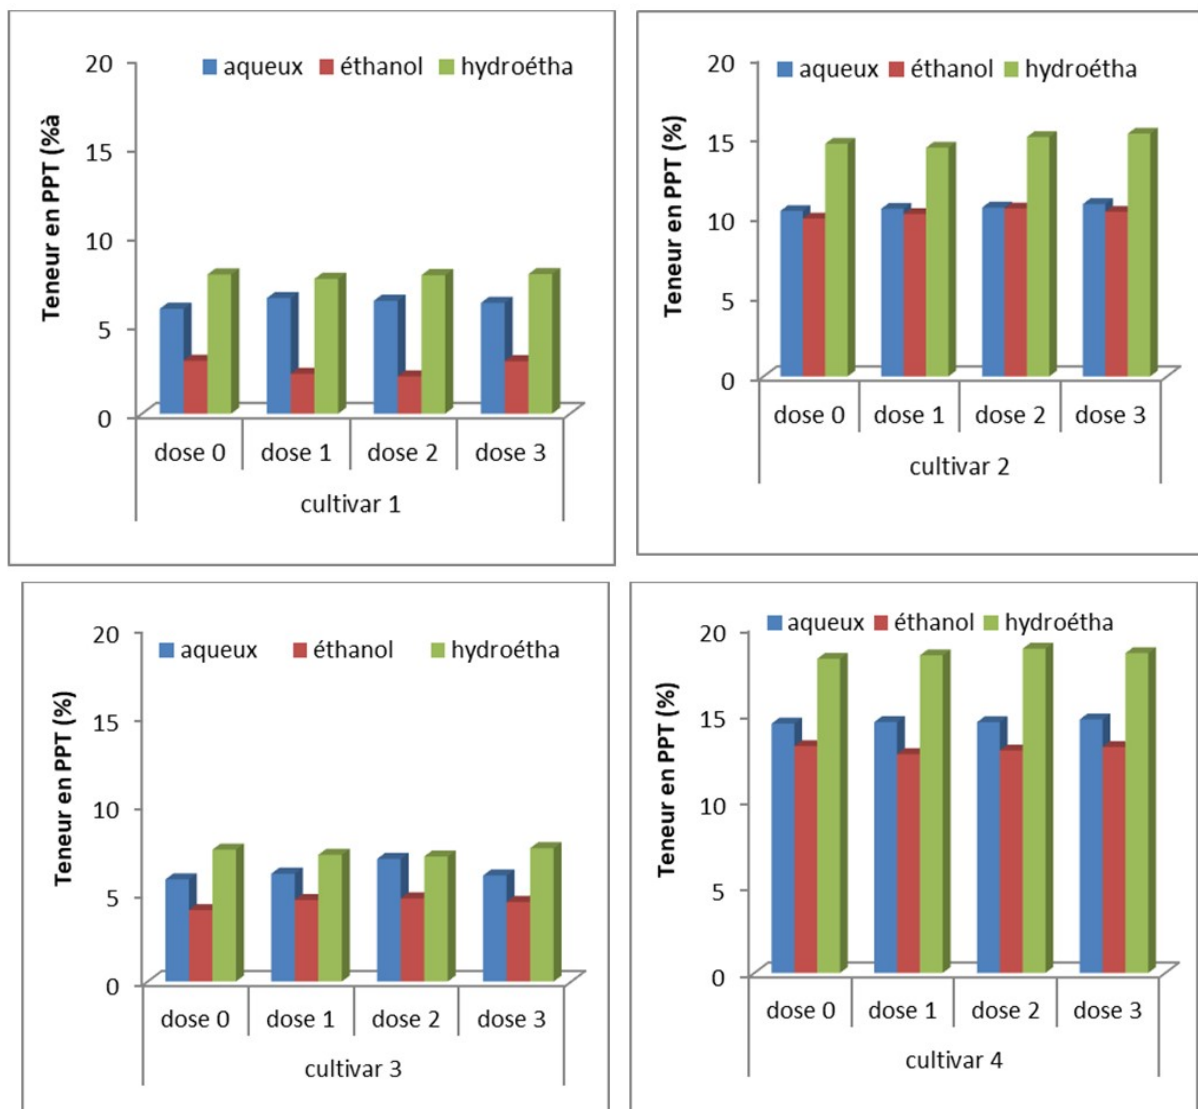 Teneur en PPT (%à
20
15
10
5
0
aqueux éthanol hydroétha
dose 0 dose 1 dose 2 dose 3
cultivar 1
Teneur en PPT (%)
20
15
10
5
0
aqueux éthanol hydroétha
dose 0 dose 1 dose 2 dose 3
cultivar 2
Teneur en PPT (%)
20
15
10
5
0
aqueux éthanol hydroétha
dose 0 dose 1 dose 2 dose 3
cultivar 3
Teneur en PPT (%)
20
15
10
5
0
aqueux éthanol hydroétha
dose 0 dose 1 dose 2 dose 3
cultivar 4